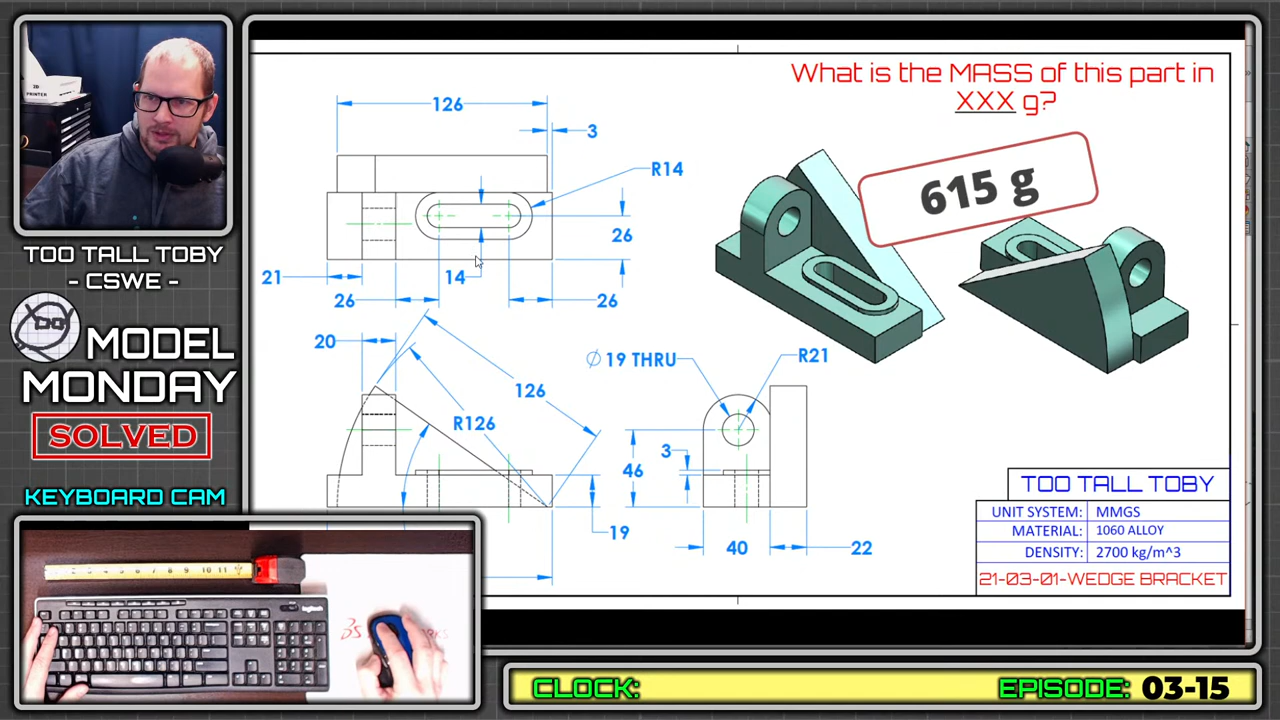 What is the MASS of this part in
XXX g?
615 g
126
3
R14
26
21
14
26
26
20
126
R126
Ø 19 THRU
R21
3
46
19
40
22
TOO TALL TOBY
UNIT SYSTEM: MMGS
MATERIAL: 1060 ALLOY
DENSITY: 2700 kg/m^3
21-03-01-WEDGE BRACKET
TOO TALL TOBY
- CSWE -
MODEL
MONDAY
SOLVED
KEYBOARD CAM
CLOCK:
EPISODE: 03-15